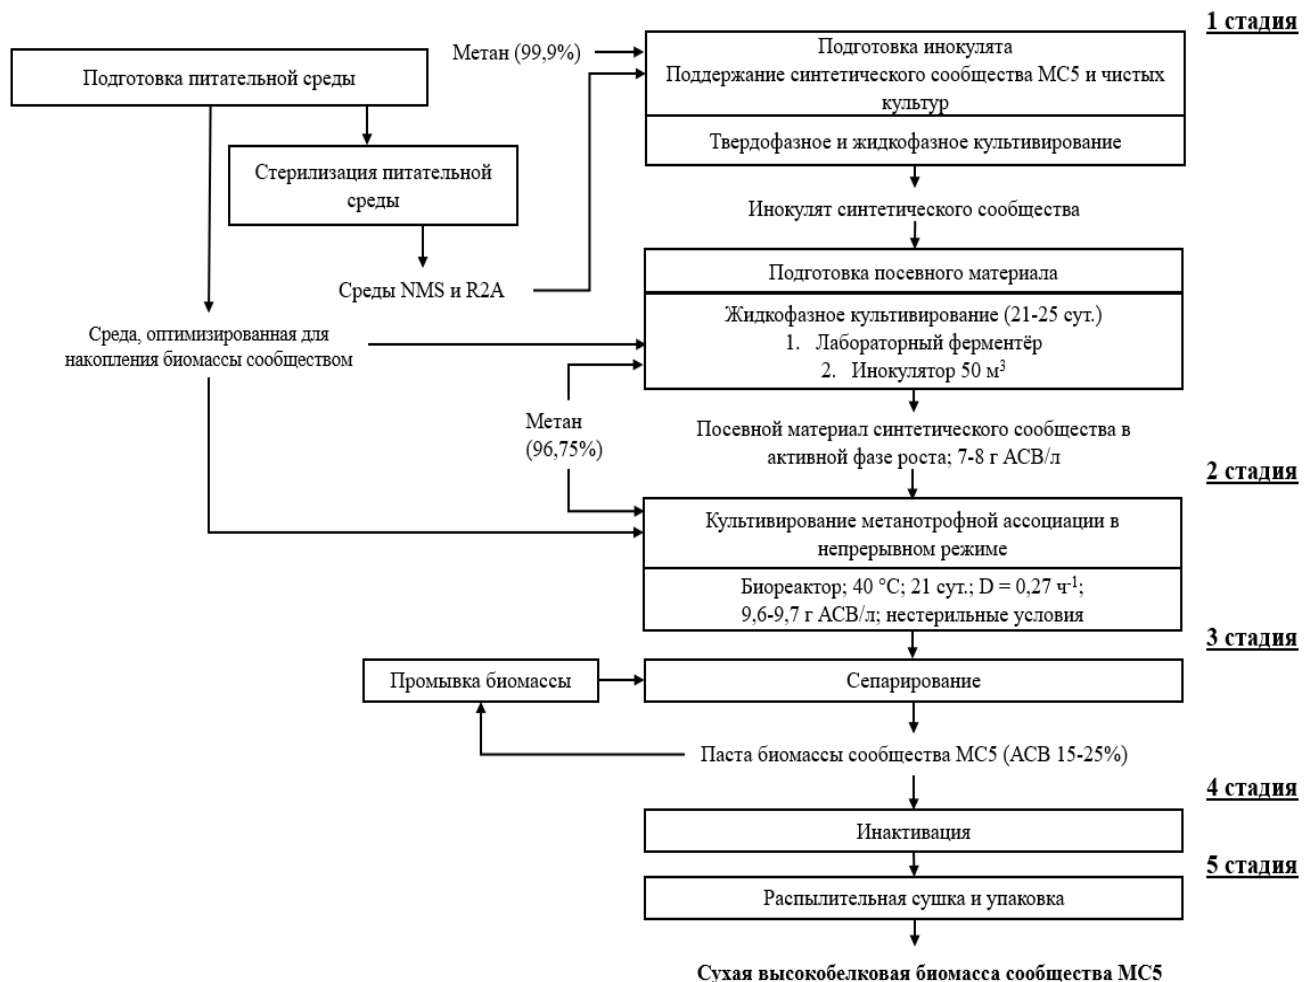 1 стадия
Метан (99,9%)
Подготовка питательной среды
Подготовка инокулята
Поддержание синтетического сообщества МС5 и чистых
культур
Твердофазное и жидкофазное культивирование
Стерилизация питательной
среды
Инокулят синтетического сообщества
Среды NMS и R2A
Подготовка посевного материала
Среда, оптимизированная для
накопления биомассы сообществом
Жидкофазное культивирование (21-25 сут.)
1. Лабораторный ферментёр
2. Инокулятор 50 м³
Метан
(96,75%)
Посевной материал синтетического сообщества в
активной фазе роста; 7-8 г АСВ/л
2 стадия
Культивирование метанотрофной ассоциации в
непрерывном режиме
Биореактор; 40 °C; 21 сут.; D = 0,27 ч⁻¹;
9,6-9,7 г АСВ/л; нестерильные условия
3 стадия
Промывка биомассы
Сепарирование
Паста биомассы сообщества МС5 (АСВ 15-25%)
4 стадия
Инактивация
5 стадия
Распылительная сушка и упаковка
Сухая высокобелковая биомасса сообщества МС5